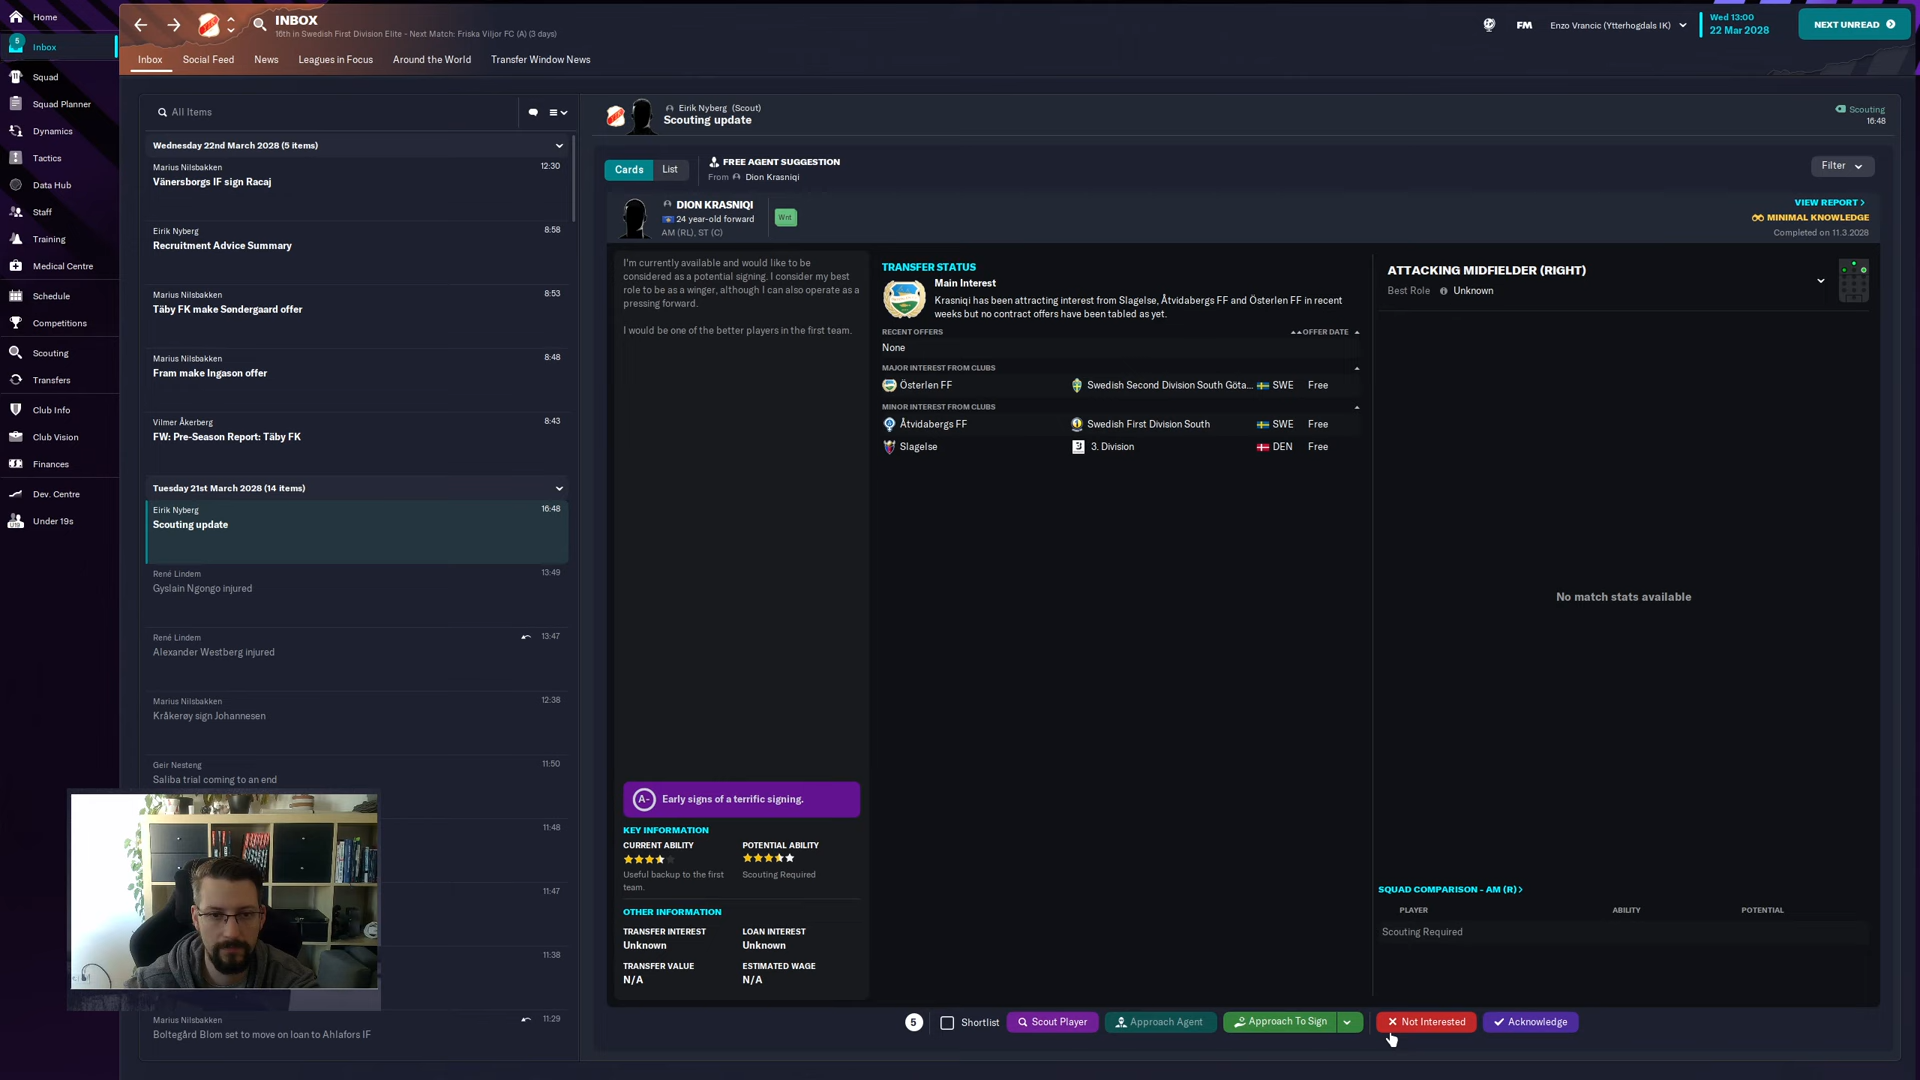 Home
INBOX
16th in Swedish First Division Elite - Next Match: Friska Viljor FC (A) (3 days)
FM
Enzo Vrancic (Ytterhogdals IK)
Wed 13:00
22 Mar 2028
NEXT UNREAD
5
Inbox
Squad
Squad Planner
Dynamics
Tactics
Data Hub
Staff
Training
Medical Centre
Schedule
Competitions
Scouting
Transfers
Club Info
Club Vision
Finances
Dev. Centre
Under 19s
Inbox
Social Feed
News
Leagues in Focus
Around the World
Transfer Window News
All Items
Wednesday 22nd March 2028 (5 items)
Marius Nilsbakken 12:30
Vänersborgs IF sign Racaj
Eirik Nyberg 8:58
Recruitment Advice Summary
Marius Nilsbakken 8:53
Täby FK make Søndergaard offer
Marius Nilsbakken 8:48
Fram make Ingason offer
Vilmer Åkerberg 8:43
FW: Pre-Season Report: Täby FK
Tuesday 21st March 2028 (14 items)
Eirik Nyberg 16:48
Scouting update
René Lindem 13:49
Gyslain Ngongo injured
René Lindem 13:47
Alexander Westberg injured
Marius Nilsbakken 12:38
Kråkerøy sign Johannesen
Geir Nesteng 11:50
Saliba trial coming to an end
11:48
11:47
11:38
Marius Nilsbakken 11:29
Boltegård Blom set to move on loan to Ahlafors IF
Eirik Nyberg (Scout)
Scouting update
Scouting
16:48
Cards
List
FREE AGENT SUGGESTION
From Dion Krasniqi
Filter
DION KRASNIQI
24 year-old forward
AM (RL), ST (C)
Wnt
VIEW REPORT >
MINIMAL KNOWLEDGE
Completed on 11.3.2028
I'm currently available and would like to be
considered as a potential signing. I consider my best
role to be as a winger, although I can also operate as a
pressing forward.
I would be one of the better players in the first team.
A- Early signs of a terrific signing.
KEY INFORMATION
CURRENT ABILITY
POTENTIAL ABILITY
Useful backup to the first
team.
Scouting Required
OTHER INFORMATION
TRANSFER INTEREST
LOAN INTEREST
Unknown
Unknown
TRANSFER VALUE
ESTIMATED WAGE
N/A
N/A
TRANSFER STATUS
Main Interest
Krasniqi has been attracting interest from Slagelse, Åtvidabergs FF and Österlen FF in recent
weeks but no contract offers have been tabled as yet.
RECENT OFFERS
OFFER DATE
None
MAJOR INTEREST FROM CLUBS
Österlen FF Swedish Second Division South Göta... SWE Free
MINOR INTEREST FROM CLUBS
Åtvidabergs FF Swedish First Division South SWE Free
Slagelse 3. Division DEN Free
ATTACKING MIDFIELDER (RIGHT)
Best Role Unknown
No match stats available
SQUAD COMPARISON - AM (R) >
PLAYER ABILITY POTENTIAL
Scouting Required
5
Shortlist
Scout Player
Approach Agent
Approach To Sign
Not Interested
Acknowledge